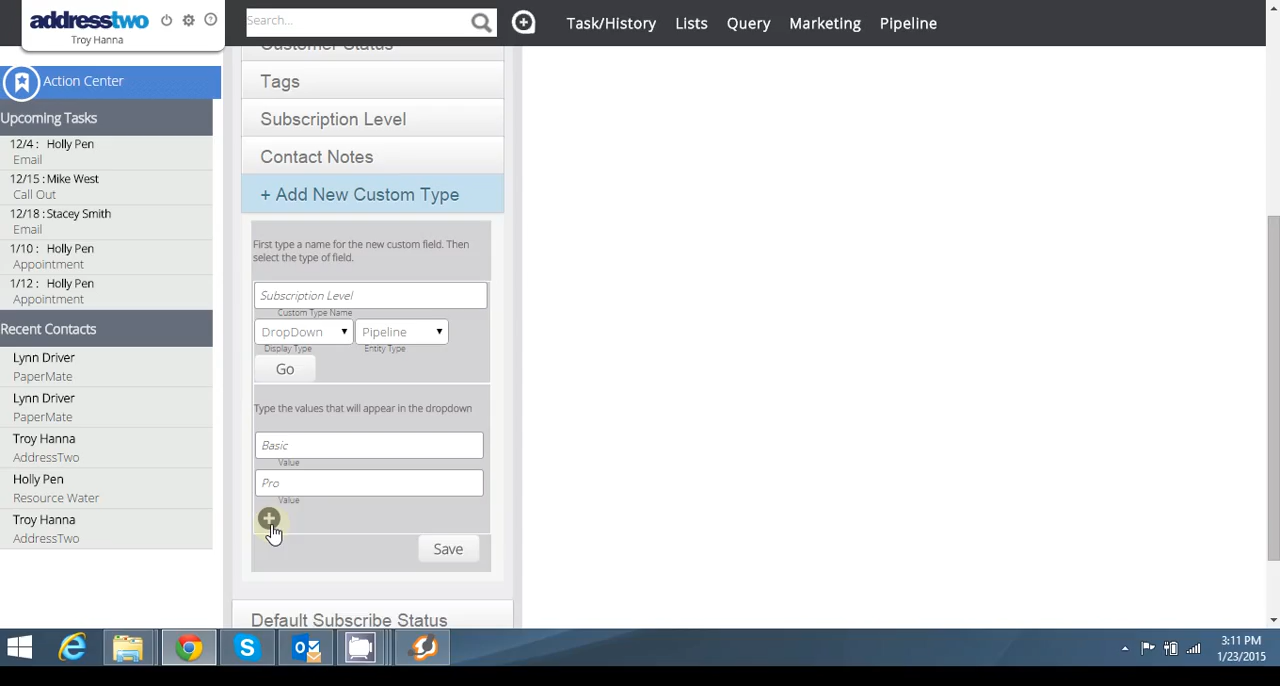 addresstwo
Troy Hanna
Search...
Task/History
Lists
Query
Marketing
Pipeline
Action Center
Upcoming Tasks
12/4 : Holly Pen
Email
12/15 : Mike West
Call Out
12/18 : Stacey Smith
Email
1/10 : Holly Pen
Appointment
1/12 : Holly Pen
Appointment
Recent Contacts
Lynn Driver
PaperMate
Lynn Driver
PaperMate
Troy Hanna
AddressTwo
Holly Pen
Resource Water
Troy Hanna
AddressTwo
Customer Status
Tags
Subscription Level
Contact Notes
+ Add New Custom Type
First type a name for the new custom field. Then
select the type of field.
Subscription Level
Custom Type Name
DropDown
Pipeline
Display Type
Entity Type
Go
Type the values that will appear in the dropdown
Basic
Value
Pro
Value
Save
Default Subscribe Status
3:11 PM
1/23/2015